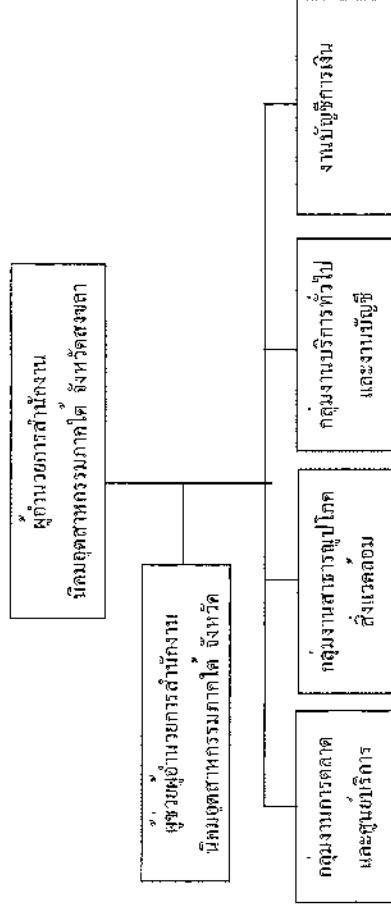 ผู้อำนวยการสำนักงาน
นิคมอุตสาหกรรมภาคใต้ จังหวัดสงขลา
ผู้ช่วยผู้อำนวยการสำนักงาน
นิคมอุตสาหกรรมภาคใต้ จังหวัด
กลุ่มงานการตลาด
และศูนย์บริการ
กลุ่มงานสาธารณูปโภค
สิ่งแวดล้อม
กลุ่มงานบริการทั่วไป
และงานบัญชี
งานบัญชีการเงิน